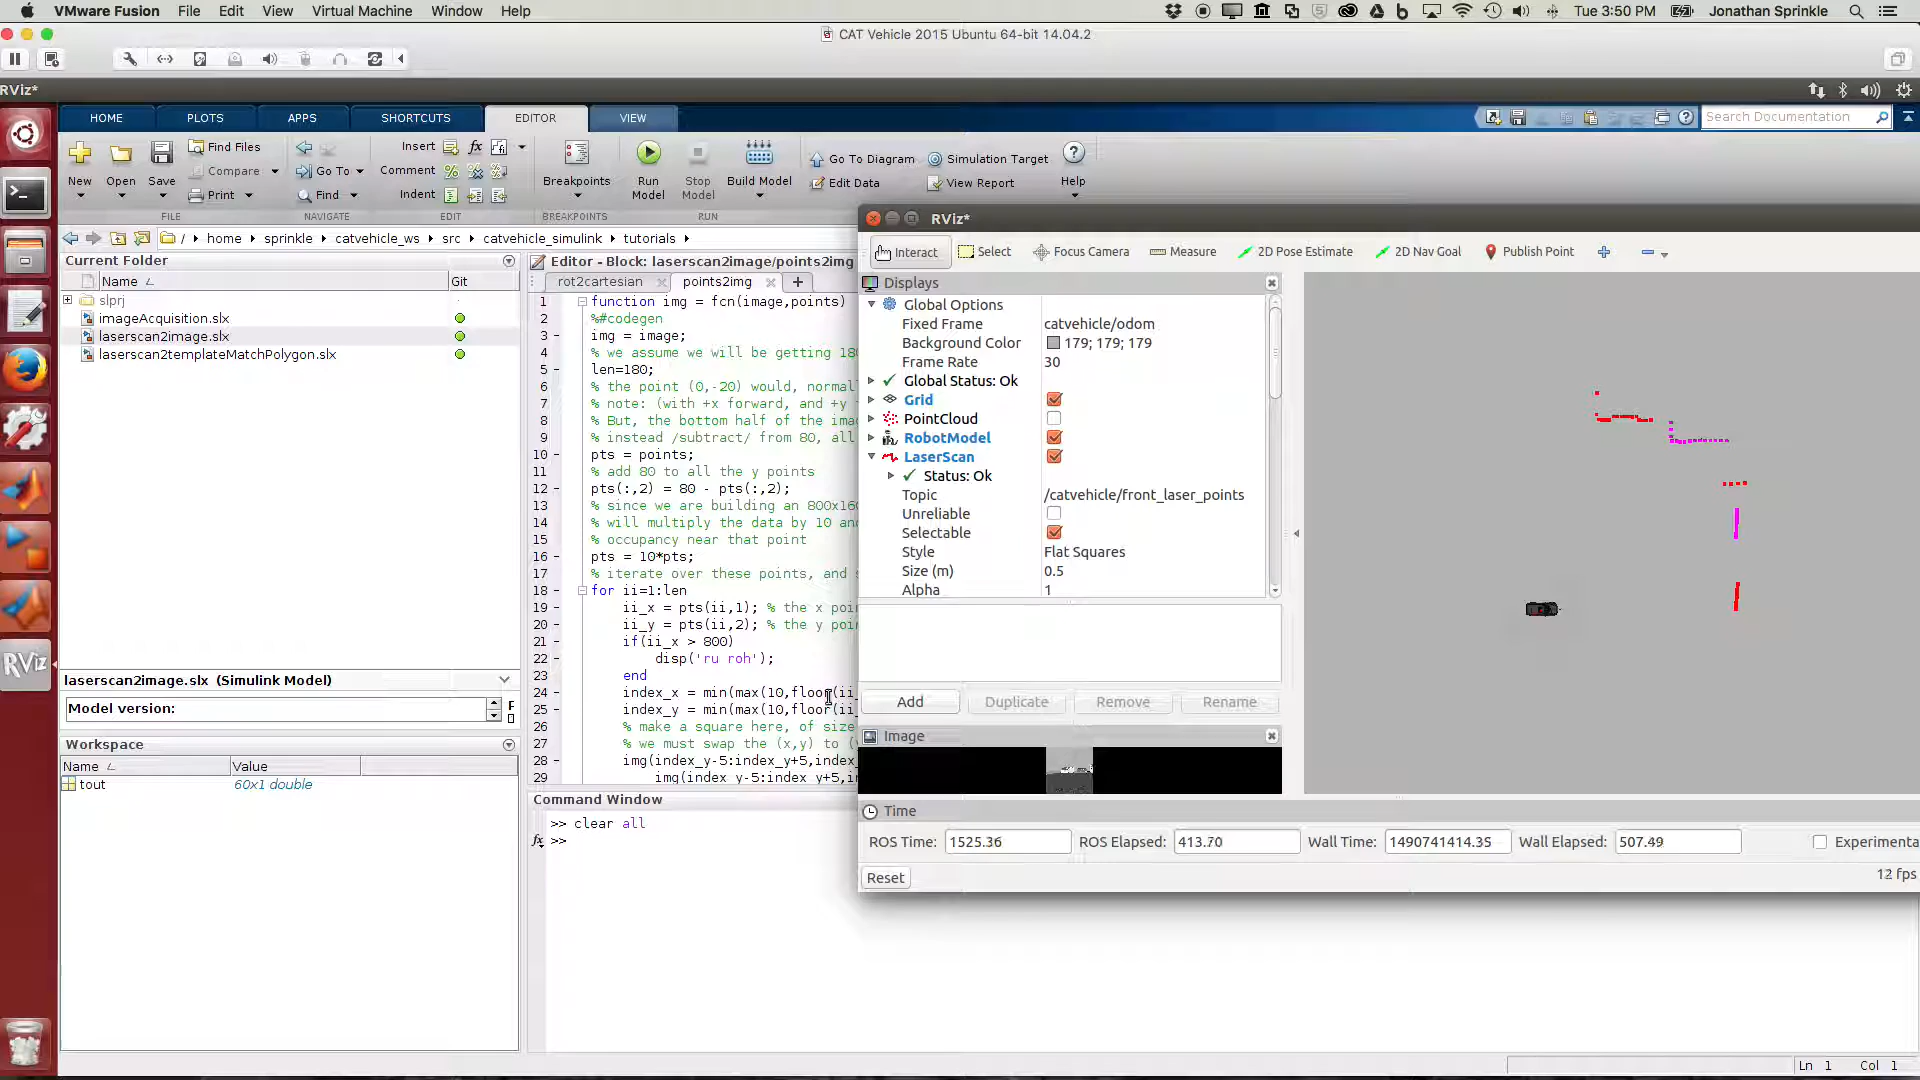 VMware Fusion File Edit View Virtual Machine Window Help
Tue 3:50 PM Jonathan Sprinkle
CAT Vehicle 2015 Ubuntu 64-bit 14.04.2
RViz*
HOME PLOTS APPS SHORTCUTS EDITOR VIEW
Search Documentation
New Open Save Find Files Compare Print
Go To Find
Insert fx
Comment
Indent
Breakpoints Run Model Stop Model Build Model
Go To Diagram Simulation Target
Edit Data View Report
Help
FILE NAVIGATE EDIT BREAKPOINTS RUN
/ home sprinkle catvehicle_ws src catvehicle_simulink tutorials
Current Folder
Name Git
slprj
imageAcquisition.slx
laserscan2image.slx
laserscan2templateMatchPolygon.slx
RViz
laserscan2image.slx (Simulink Model)
Model version:
Workspace
Name Value
tout 60x1 double
Editor - Block: laserscan2image/points2img
rot2cartesian points2img
1 function img = fcn(image,points)
2 %#codegen
3 - img = image;
4 % we assume we will be getting 180
5 - len=180;
6 % the point (0,-20) would, normal
7 % note: (with +x forward, and +y
8 % But, the bottom half of the ima
9 % instead /subtract/ from 80, all
10 - pts = points;
11 % add 80 to all the y points
12 - pts(:,2) = 80 - pts(:,2);
13 % since we are building an 800x16
14 % will multiply the data by 10 an
15 % occupancy near that point
16 - pts = 10*pts;
17 % iterate over these points, and s
18 - for ii=1:len
19 - ii_x = pts(ii,1); % the x poi
20 - ii_y = pts(ii,2); % the y poi
21 - if(ii_x > 800)
22 - disp('ru roh');
23 - end
24 - index_x = min(max(10,floor(ii_
25 - index_y = min(max(10,floor(ii_
26 % make a square here, of size
27 % we must swap the (x,y) to (
28 - img(index_y-5:index_y+5,index_
29 img(index_y-5:index_y+5,i
Command Window
>> clear all
fx >>
RViz*
Interact Select Focus Camera Measure 2D Pose Estimate 2D Nav Goal Publish Point
Displays
Global Options
Fixed Frame catvehicle/odom
Background Color 179; 179; 179
Frame Rate 30
Global Status: Ok
Grid
PointCloud
RobotModel
LaserScan
Status: Ok
Topic /catvehicle/front_laser_points
Unreliable
Selectable
Style Flat Squares
Size (m) 0.5
Alpha 1
Add Duplicate Remove Rename
Image
Time
ROS Time: 1525.36 ROS Elapsed: 413.70 Wall Time: 1490741414.35 Wall Elapsed: 507.49 Experimenta
Reset 12 fps
Ln 1 Col 1